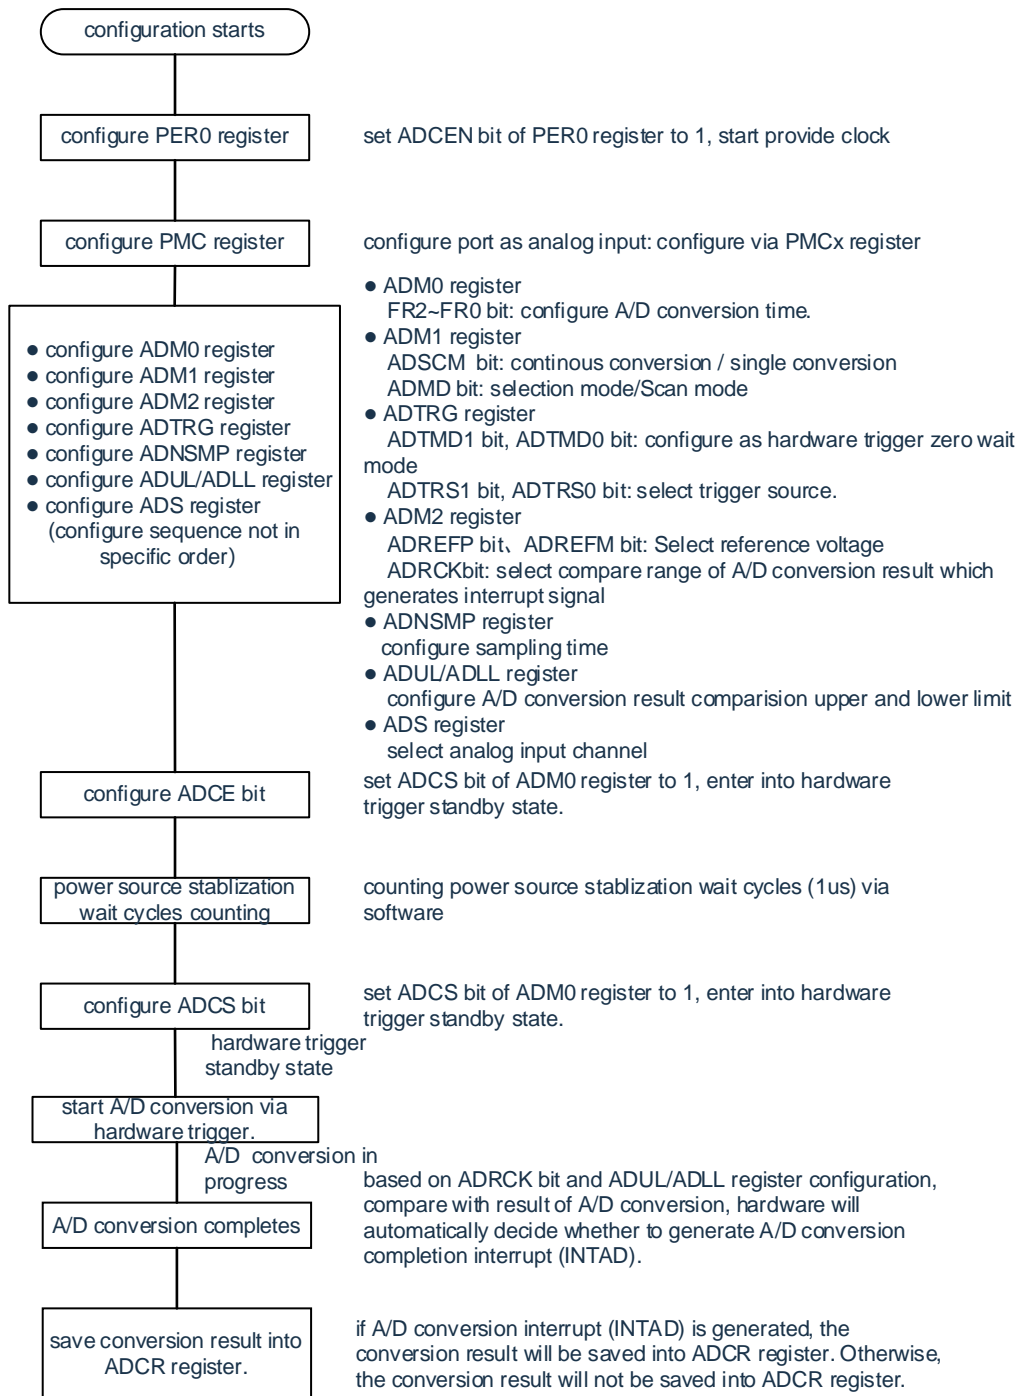 configuration starts
configure PER0 register
set ADCEN bit of PER0 register to 1, start provide clock
configure PMC register
configure port as analog input: configure via PMCx register
● configure ADM0 register
● configure ADM1 register
● configure ADM2 register
● configure ADTRG register
● configure ADNSMP register
● configure ADUL/ADLL register
● configure ADS register
(configure sequence not in
specific order)
● ADM0 register
FR2~FR0 bit: configure A/D conversion time.
● ADM1 register
ADSCM bit: continous conversion / single conversion
ADMD bit: selection mode/Scan mode
● ADTRG register
ADTMD1 bit, ADTMD0 bit: configure as hardware trigger zero wait
mode
ADTRS1 bit, ADTRS0 bit: select trigger source.
● ADM2 register
ADREFP bit、ADREFM bit: Select reference voltage
ADRCKbit: select compare range of A/D conversion result which
generates interrupt signal
● ADNSMP register
configure sampling time
● ADUL/ADLL register
configure A/D conversion result comparision upper and lower limit
● ADS register
select analog input channel
configure ADCE bit
set ADCS bit of ADM0 register to 1, enter into hardware
trigger standby state.
power source stablization
wait cycles counting
counting power source stablization wait cycles (1us) via
software
configure ADCS bit
set ADCS bit of ADM0 register to 1, enter into hardware
trigger standby state.
hardware trigger
standby state
start A/D conversion via
hardware trigger.
A/D conversion in
progress
A/D conversion completes
based on ADRCK bit and ADUL/ADLL register configuration,
compare with result of A/D conversion, hardware will
automatically decide whether to generate A/D conversion
completion interrupt (INTAD).
save conversion result into
ADCR register.
if A/D conversion interrupt (INTAD) is generated, the
conversion result will be saved into ADCR register. Otherwise,
the conversion result will not be saved into ADCR register.